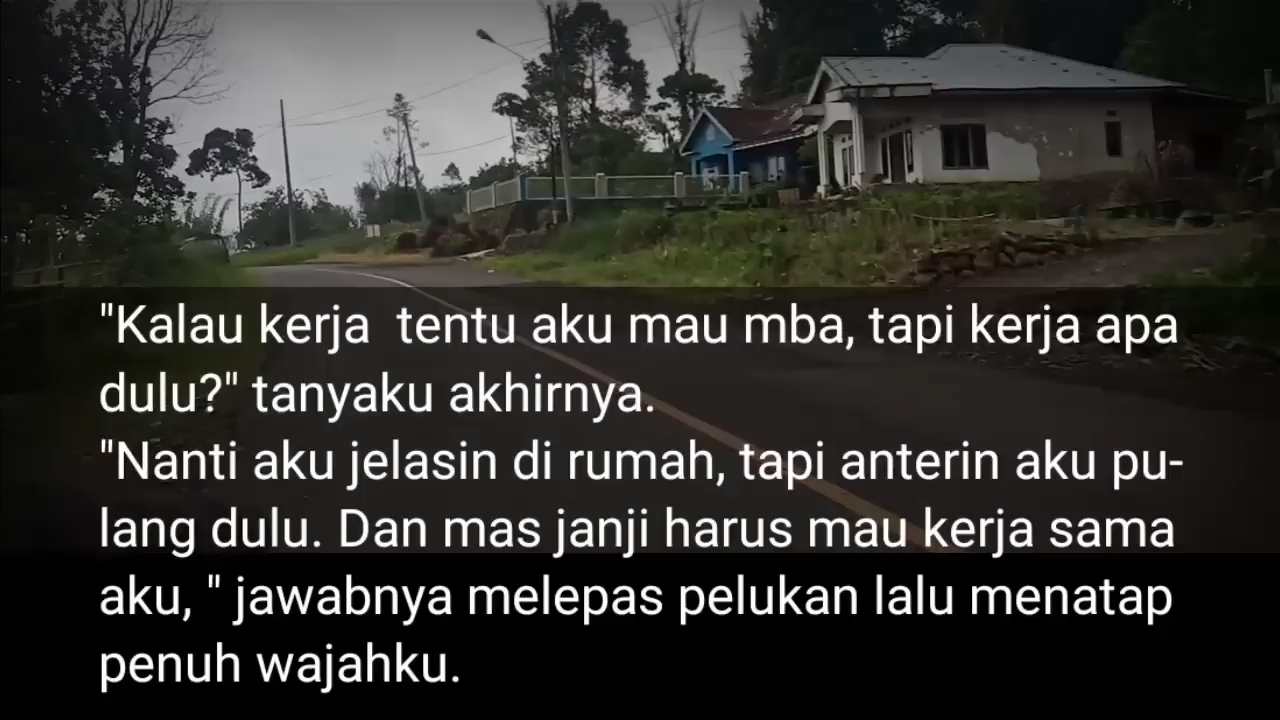 "Kalau kerja  tentu aku mau mba, tapi kerja apa
dulu?" tanyaku akhirnya.
"Nanti aku jelasin di rumah, tapi anterin aku pu-
lang dulu. Dan mas janji harus mau kerja sama
aku, " jawabnya melepas pelukan lalu menatap
penuh wajahku.